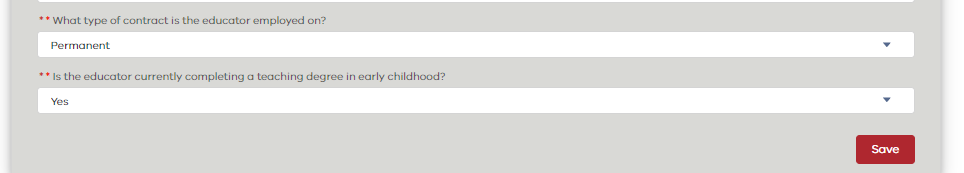 ** What type of contract is the educator employed on?
Permanent
** Is the educator currently completing a teaching degree in early childhood?
Yes
Save